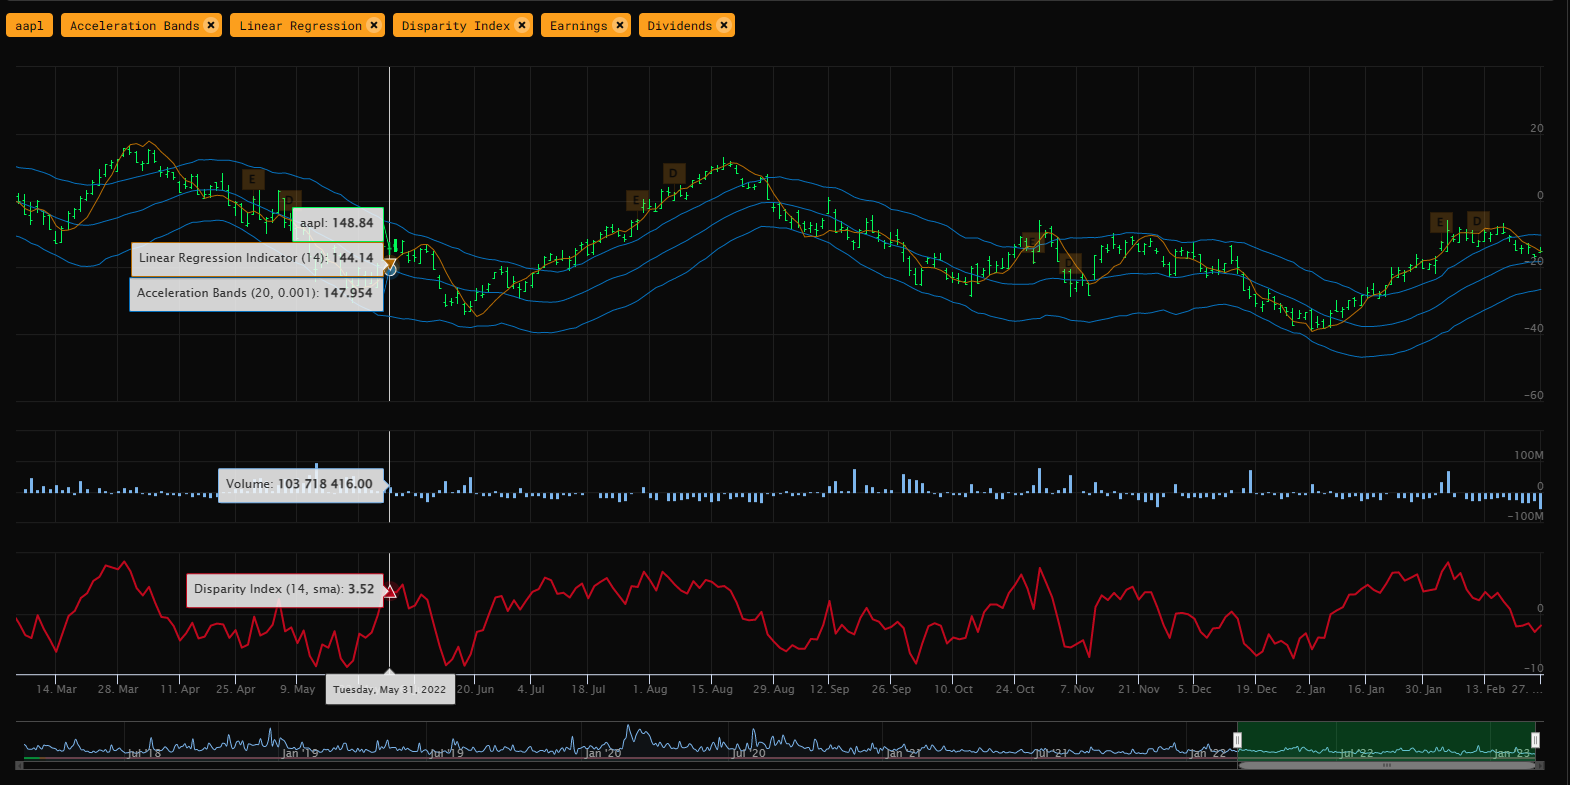 aapl Acceleration Bands × Linear Regression × Disparity Index × Earnings × Dividends ×
20
E
D
0
E
D
E
D
aapl: 148.84
E
D
Linear Regression Indicator (14): 144.14
-20
Acceleration Bands (20, 0.001): 147.954
-40
-60
100M
Volume: 103 718 416.00
0
-100M
Disparity Index (14, sma): 3.52
0
-10
14. Mar 28. Mar 11. Apr 25. Apr 9. May Tuesday, May 31, 2022 20. Jun 4. Jul 18. Jul 1. Aug 15. Aug 29. Aug 12. Sep 26. Sep 10. Oct 24. Oct 7. Nov 21. Nov 5. Dec 19. Dec 2. Jan 16. Jan 30. Jan 13. Feb 27. ...
Jul '18 Jan '19 Jul '19 Jan '20 Jul '20 Jan '21 Jul '21 Jan '22 Jul '22 Jan '23